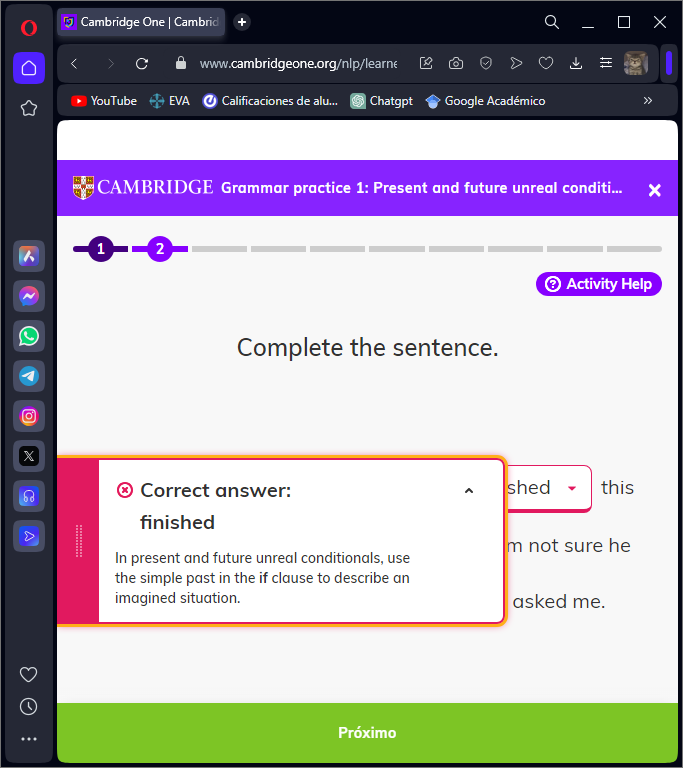 Cambridge One | Cambrid
www.cambridgeone.org/nlp/learne
YouTube
EVA
Calificaciones de alu...
Chatgpt
Google Académico
CAMBRIDGE
Grammar practice 1: Present and future unreal conditi...
1
2
Activity Help
Complete the sentence.
shed
this
Correct answer:
finished
m not sure he
In present and future unreal conditionals, use
the simple past in the if clause to describe an
imagined situation.
asked me.
Próximo